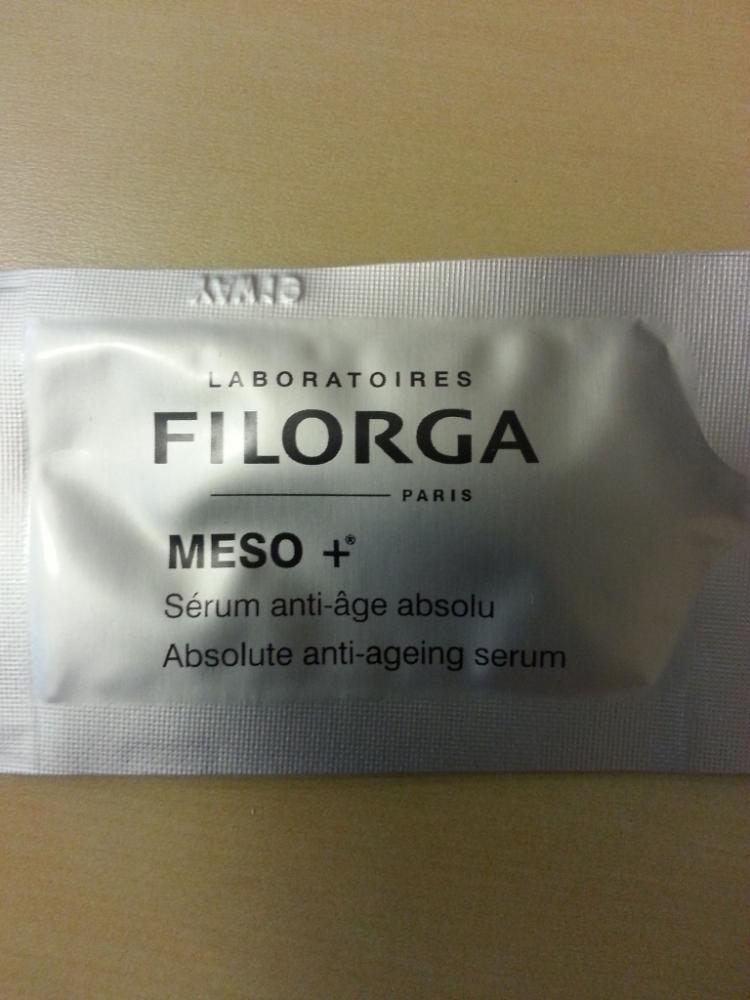 LABORATOIRES
FILORGA
PARIS
MESO +®
Sérum anti-âge absolu
Absolute anti-ageing serum